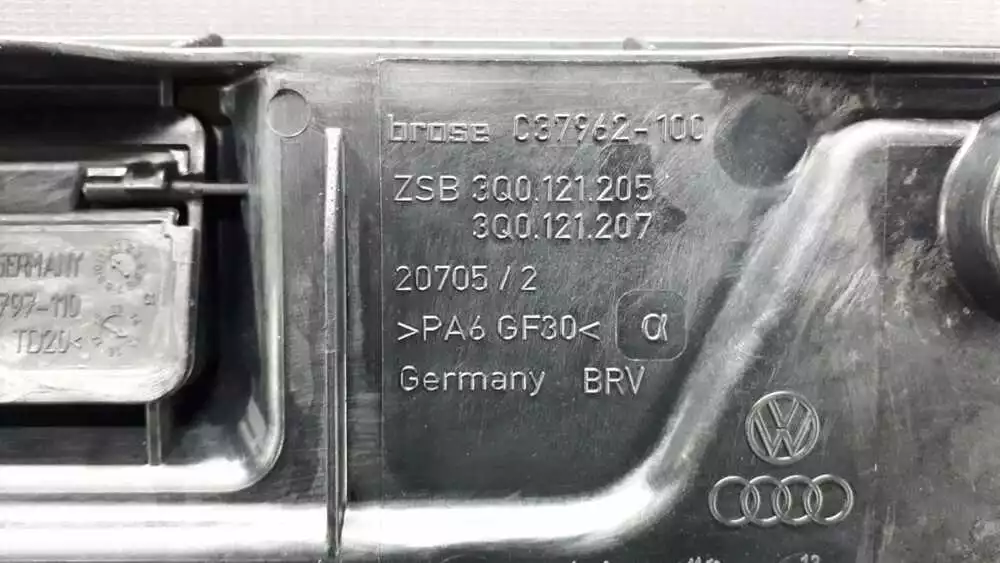 brose C37962-100
ZSB 3Q0.121.205
3Q0.121.207
20705/2
>PA6 GF30< α
Germany BRV
GERMANY
797-110
TD20<
VW